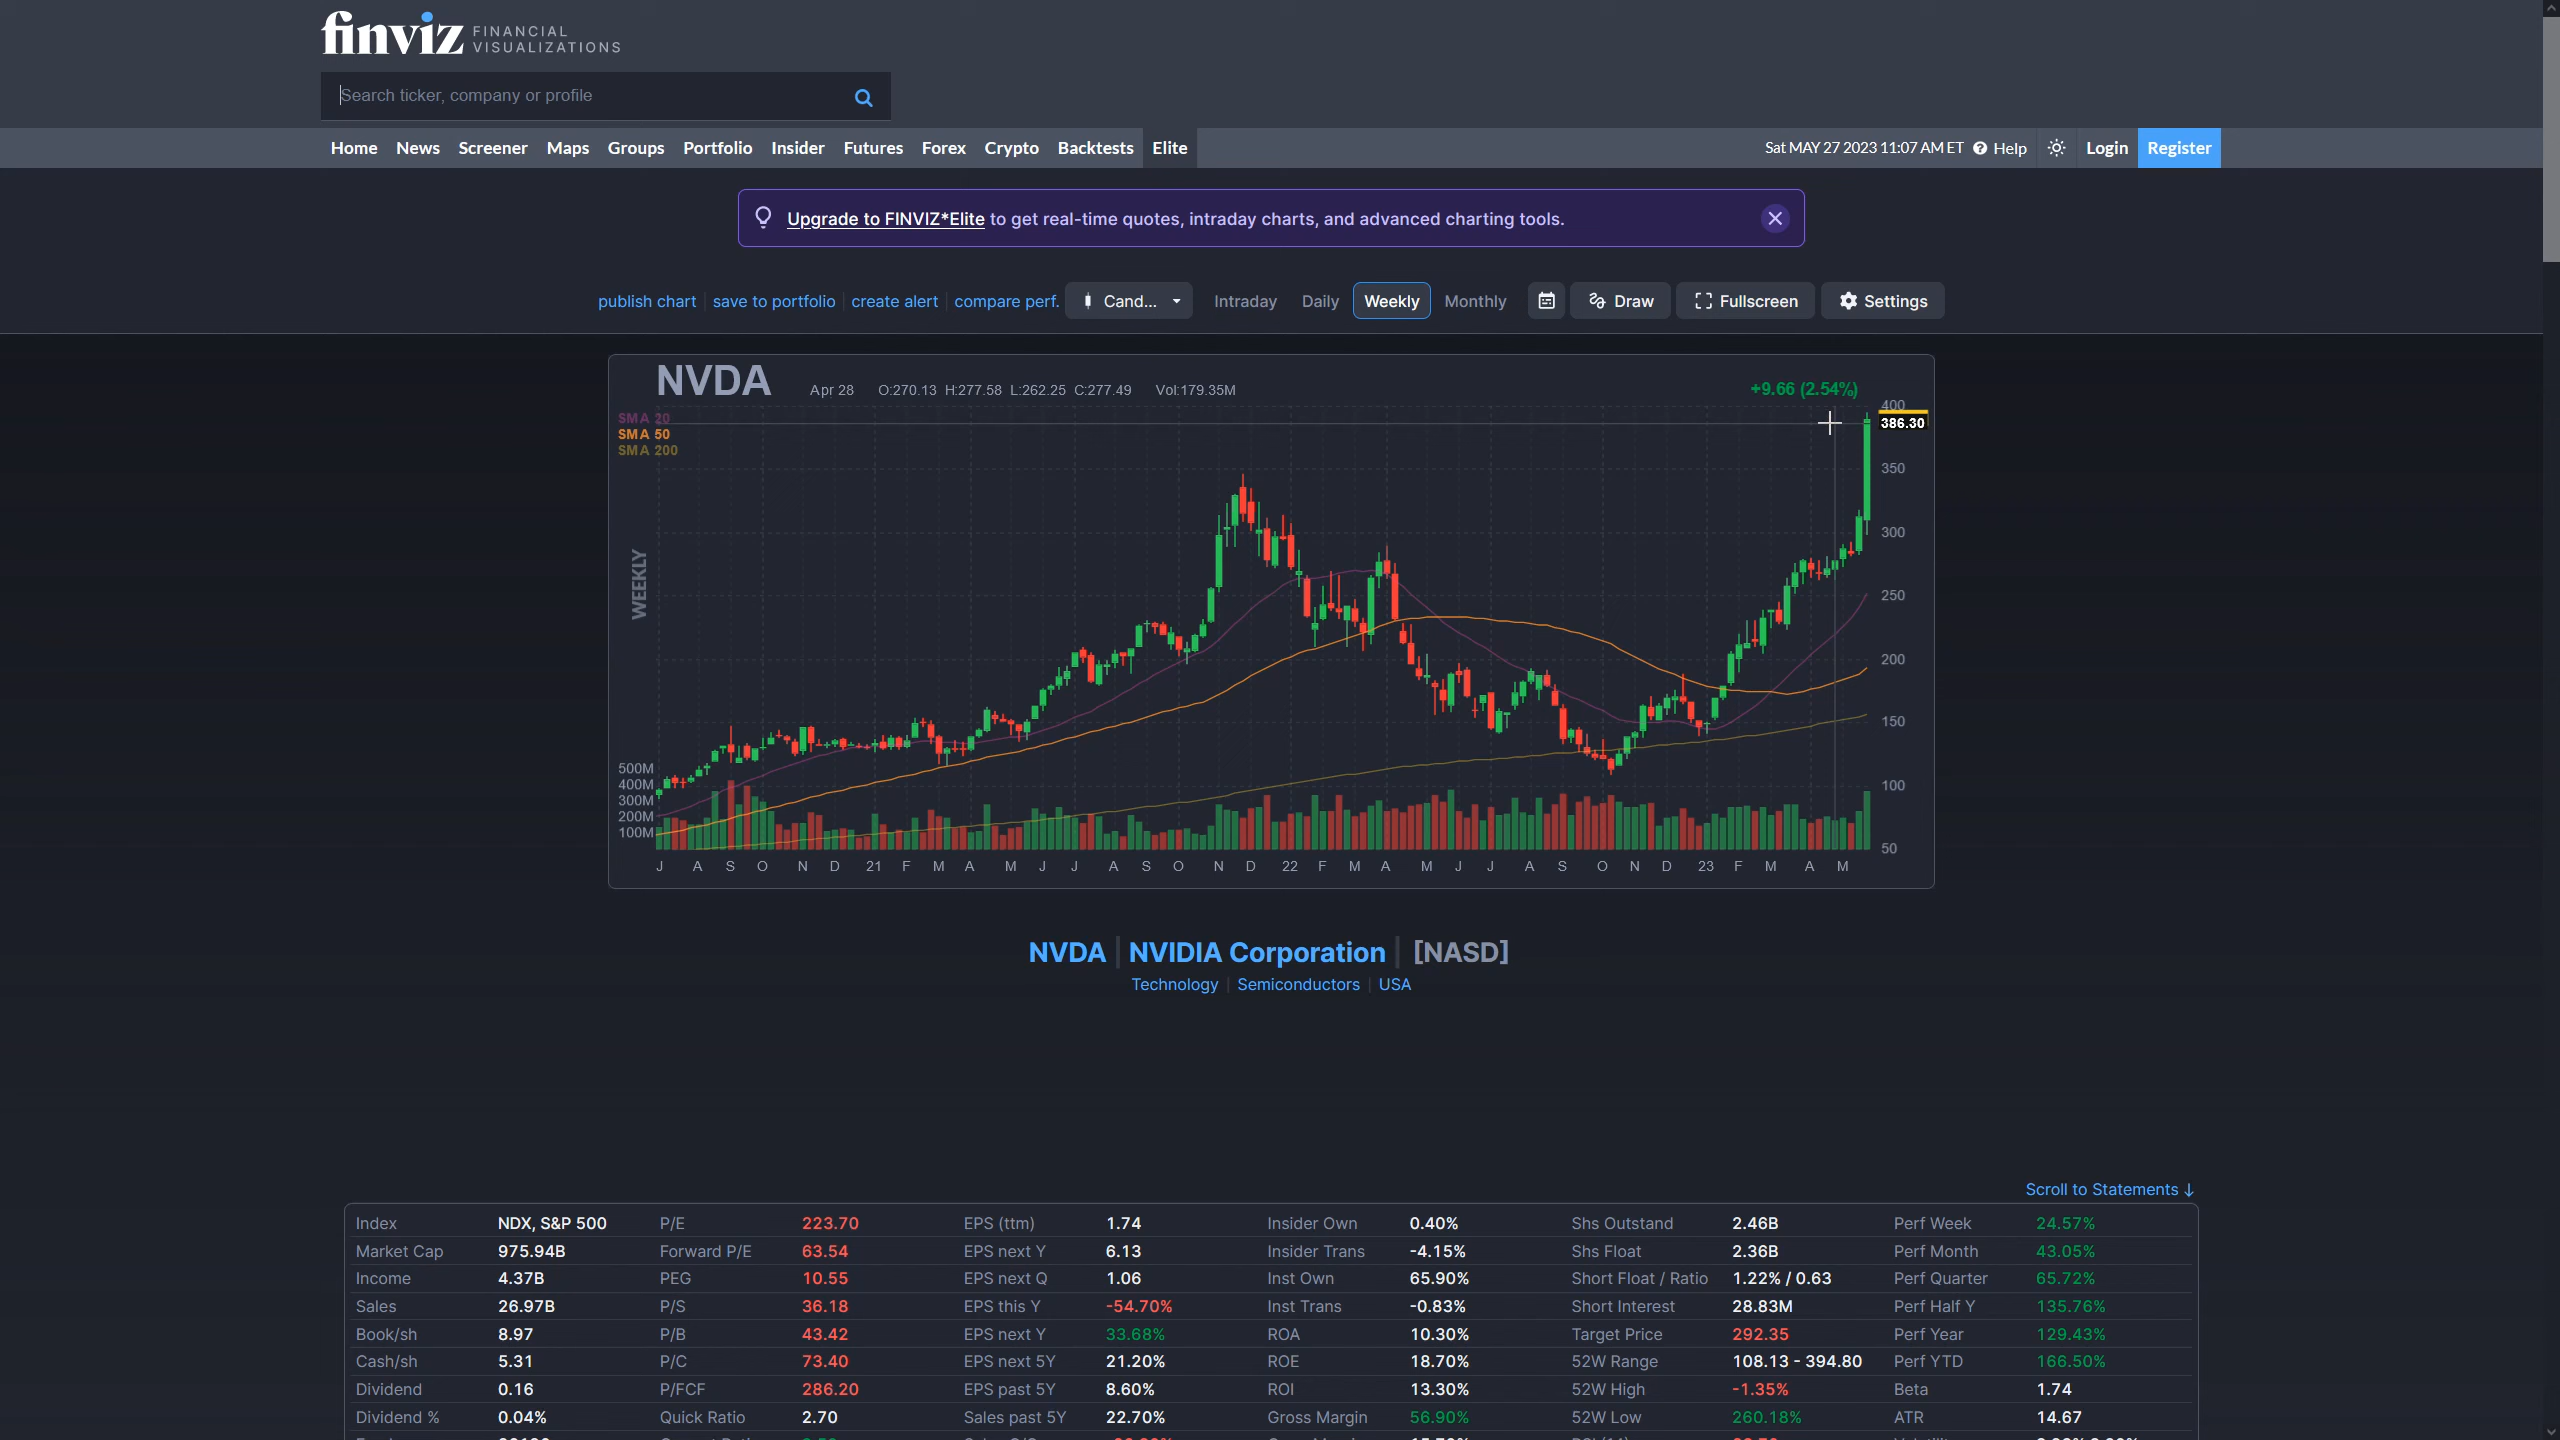 finviz FINANCIAL VISUALIZATIONS
Search ticker, company or profile
Home News Screener Maps Groups Portfolio Insider Futures Forex Crypto Backtests Elite Sat MAY 27 2023 11:07 AM ET Help Login Register
Upgrade to FINVIZ*Elite to get real-time quotes, intraday charts, and advanced charting tools.
publish chart save to portfolio create alert compare perf. Cand... Intraday Daily Weekly Monthly Draw Fullscreen Settings
NVDA Apr 28 O:270.13 H:277.58 L:262.25 C:277.49 Vol:179.35M +9.66 (2.54%)
SMA 20
SMA 50
SMA 200
400
386.30
350
300
250
200
150
100
50
WEEKLY
500M
400M
300M
200M
100M
J A S O N D 21 F M A M J J A S O N D 22 F M A M J J A S O N D 23 F M A M
NVDA NVIDIA Corporation [NASD]
Technology Semiconductors USA
Scroll to Statements ↓
Index NDX, S&P 500 P/E 223.70 EPS (ttm) 1.74 Insider Own 0.40% Shs Outstand 2.46B Perf Week 24.57%
Market Cap 975.94B Forward P/E 63.54 EPS next Y 6.13 Insider Trans -4.15% Shs Float 2.36B Perf Month 43.05%
Income 4.37B PEG 10.55 EPS next Q 1.06 Inst Own 65.90% Short Float / Ratio 1.22% / 0.63 Perf Quarter 65.72%
Sales 26.97B P/S 36.18 EPS this Y -54.70% Inst Trans -0.83% Short Interest 28.83M Perf Half Y 135.76%
Book/sh 8.97 P/B 43.42 EPS next Y 33.68% ROA 10.30% Target Price 292.35 Perf Year 129.43%
Cash/sh 5.31 P/C 73.40 EPS next 5Y 21.20% ROE 18.70% 52W Range 108.13 - 394.80 Perf YTD 166.50%
Dividend 0.16 P/FCF 286.20 EPS past 5Y 8.60% ROI 13.30% 52W High -1.35% Beta 1.74
Dividend % 0.04% Quick Ratio 2.70 Sales past 5Y 22.70% Gross Margin 56.90% 52W Low 260.18% ATR 14.67